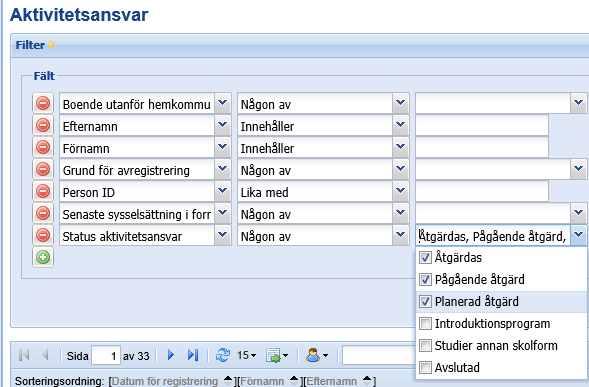 Aktivitetsansvar
Filter
Fält
Boende utanför hemkommu Någon av
Efternamn Innehåller
Förnamn Innehåller
Grund för avregistrering Någon av
Person ID Lika med
Senaste sysselsättning i forr Någon av
Status aktivitetsansvar Någon av Åtgärdas, Pågående åtgärd,
Åtgärdas
Pågående åtgärd
Planerad åtgärd
Introduktionsprogram
Studier annan skolform
Avslutad
Sida 1 av 33 15
Sorteringsordning: [Datum för registrering ][Förnamn ][Efternamn ]